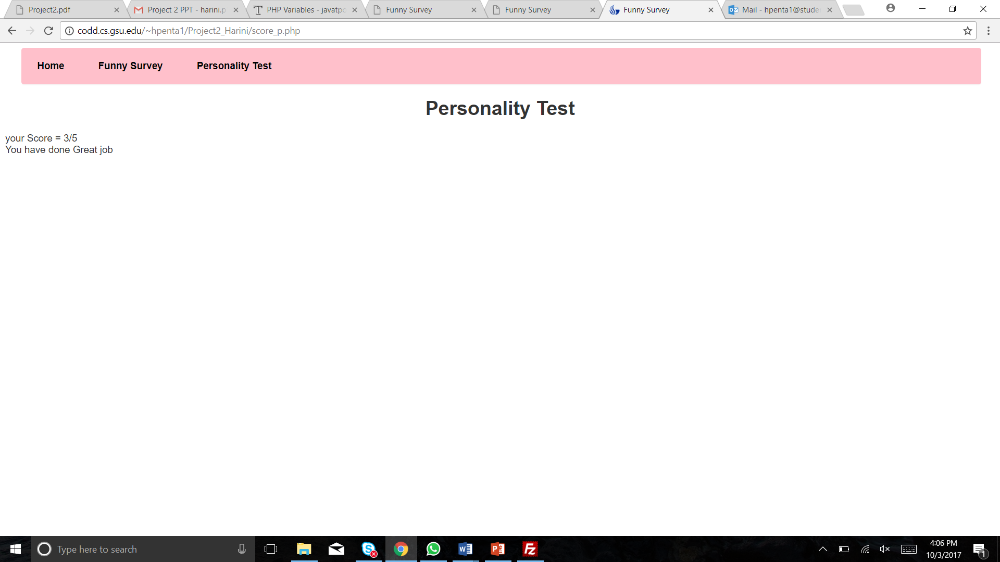 Project2.pdf
Project 2 PPT - harini.p
PHP Variables - javatpo
Funny Survey
Funny Survey
Funny Survey
Mail - hpenta1@stude
codd.cs.gsu.edu/~hpenta1/Project2_Harini/score_p.php
Home Funny Survey Personality Test
Personality Test
your Score = 3/5
You have done Great job
Type here to search
4:06 PM
10/3/2017
1